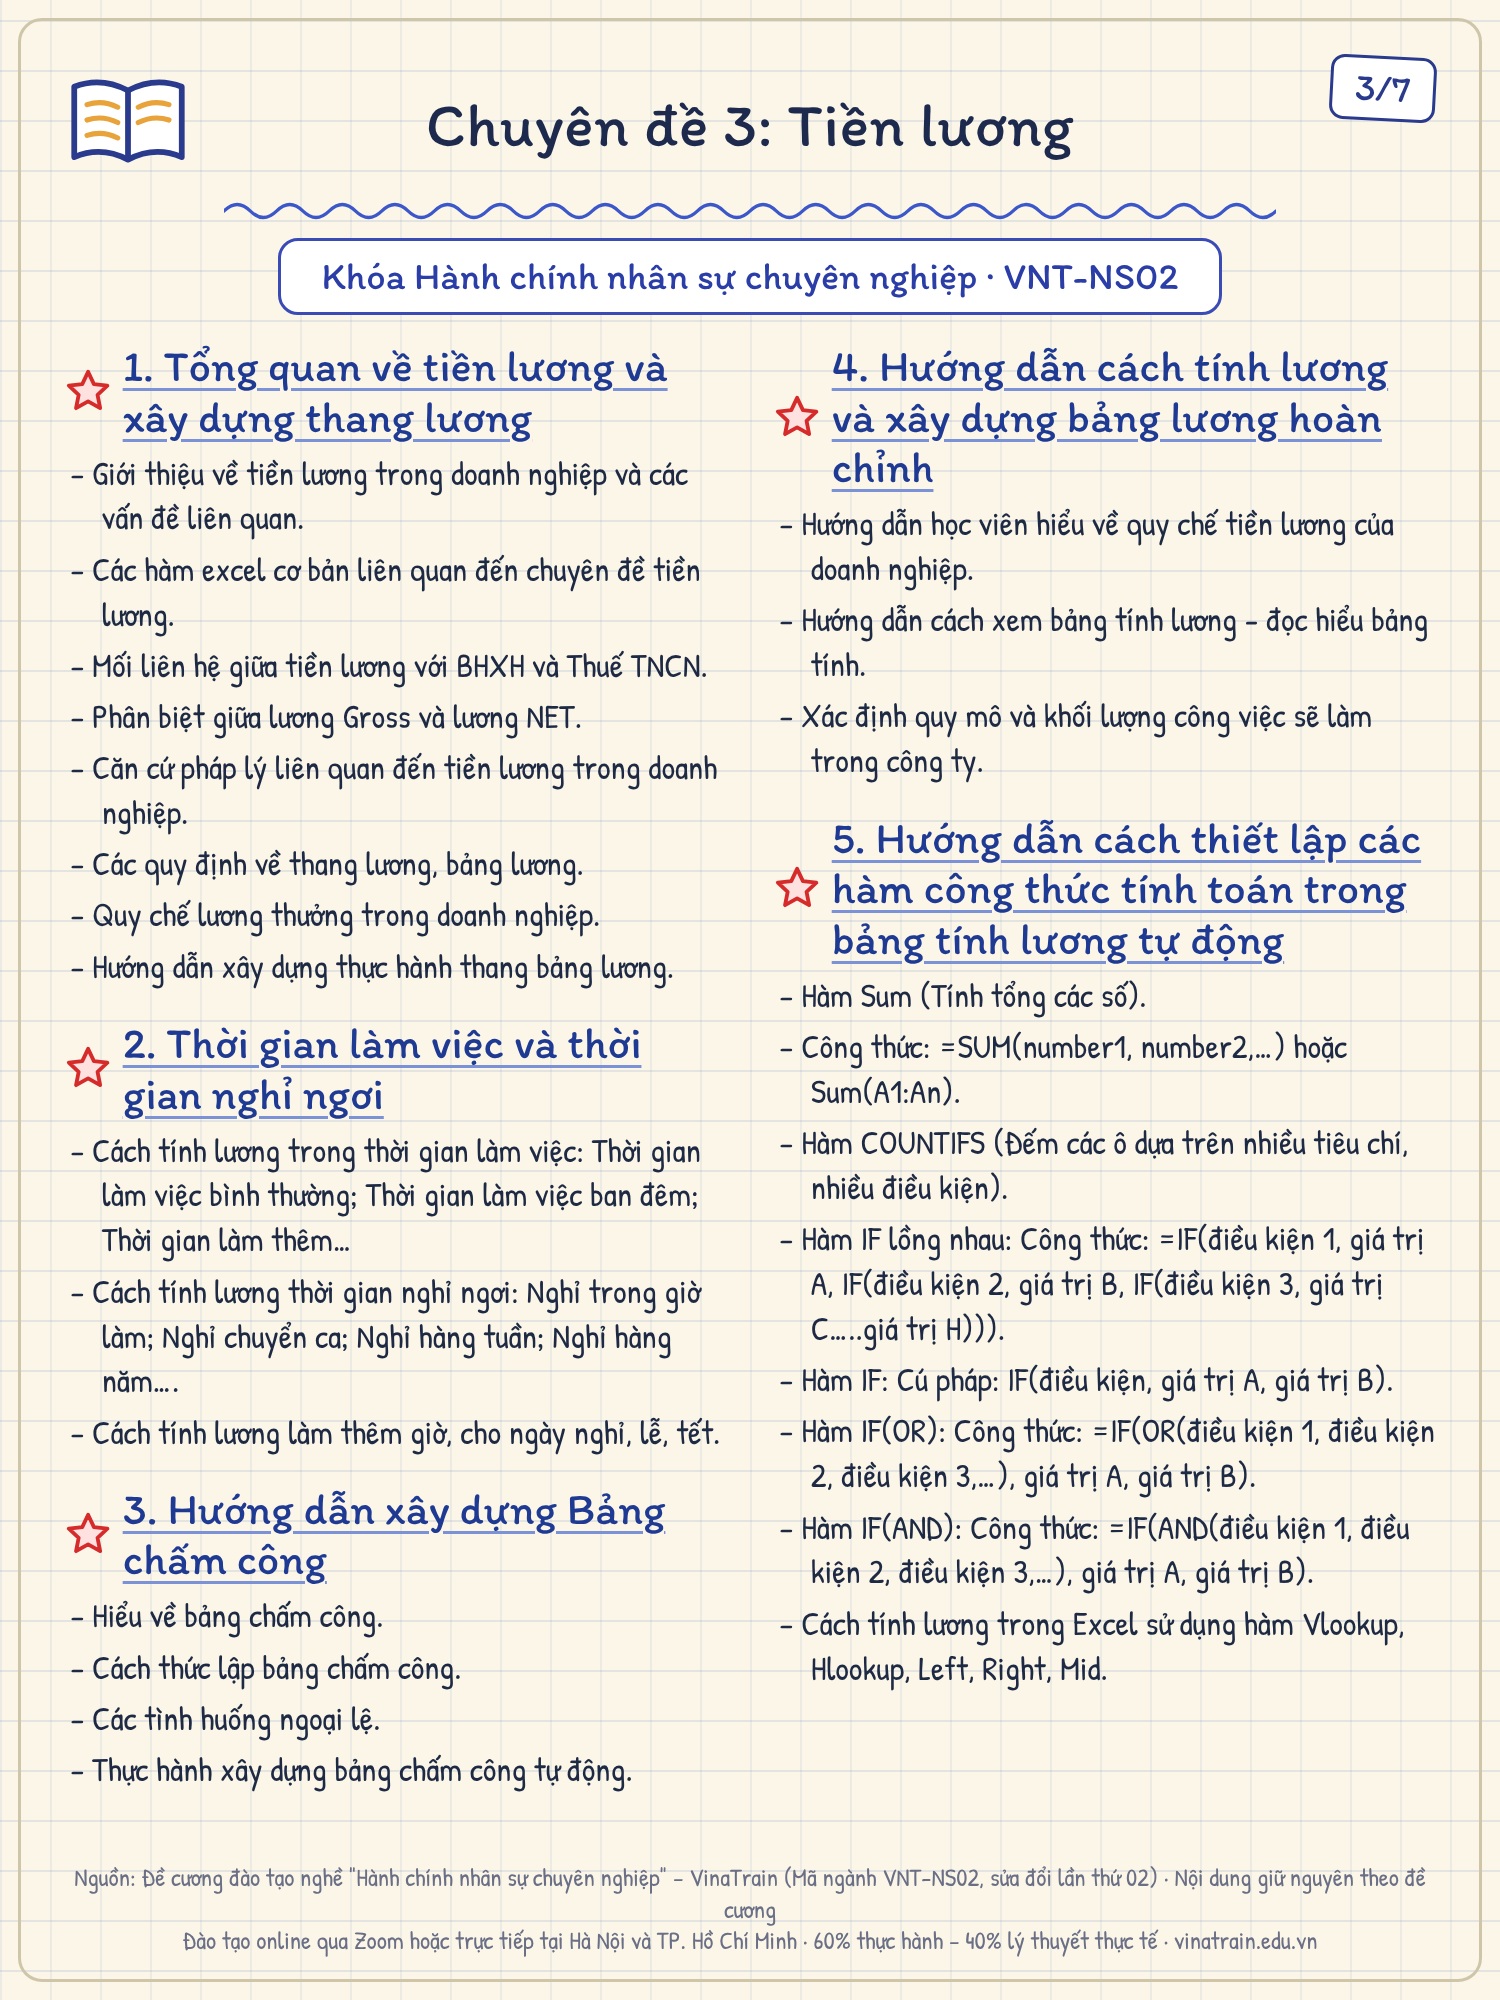 3/7
Chuyên đề 3: Tiền lương
Khóa Hành chính nhân sự chuyên nghiệp · VNT-NS02
1. Tổng quan về tiền lương và
xây dựng thang lương
– Giới thiệu về tiền lương trong doanh nghiệp và các
vấn đề liên quan.
– Các hàm excel cơ bản liên quan đến chuyên đề tiền
lương.
– Mối liên hệ giữa tiền lương với BHXH và Thuế TNCN.
– Phân biệt giữa lương Gross và lương NET.
– Căn cứ pháp lý liên quan đến tiền lương trong doanh
nghiệp.
– Các quy định về thang lương, bảng lương.
– Quy chế lương thưởng trong doanh nghiệp.
– Hướng dẫn xây dựng thực hành thang bảng lương.
2. Thời gian làm việc và thời
gian nghỉ ngơi
– Cách tính lương trong thời gian làm việc: Thời gian
làm việc bình thường; Thời gian làm việc ban đêm;
Thời gian làm thêm...
– Cách tính lương thời gian nghỉ ngơi: Nghỉ trong giờ
làm; Nghỉ chuyển ca; Nghỉ hàng tuần; Nghỉ hàng
năm....
– Cách tính lương làm thêm giờ, cho ngày nghỉ, lễ, tết.
3. Hướng dẫn xây dựng Bảng
chấm công
– Hiểu về bảng chấm công.
– Cách thức lập bảng chấm công.
– Các tình huống ngoại lệ.
– Thực hành xây dựng bảng chấm công tự động.
4. Hướng dẫn cách tính lương
và xây dựng bảng lương hoàn
chỉnh
– Hướng dẫn học viên hiểu về quy chế tiền lương của
doanh nghiệp.
– Hướng dẫn cách xem bảng tính lương – đọc hiểu bảng
tính.
– Xác định quy mô và khối lượng công việc sẽ làm
trong công ty.
5. Hướng dẫn cách thiết lập các
hàm công thức tính toán trong
bảng tính lương tự động
– Hàm Sum (Tính tổng các số).
– Công thức: =SUM(number1, number2,...) hoặc
Sum(A1:An).
– Hàm COUNTIFS (Đếm các ô dựa trên nhiều tiêu chí,
nhiều điều kiện).
– Hàm IF lồng nhau: Công thức: =IF(điều kiện 1, giá trị
A, IF(điều kiện 2, giá trị B, IF(điều kiện 3, giá trị
C.....giá trị H))).
– Hàm IF: Cú pháp: IF(điều kiện, giá trị A, giá trị B).
– Hàm IF(OR): Công thức: =IF(OR(điều kiện 1, điều kiện
2, điều kiện 3,...), giá trị A, giá trị B).
– Hàm IF(AND): Công thức: =IF(AND(điều kiện 1, điều
kiện 2, điều kiện 3,...), giá trị A, giá trị B).
– Cách tính lương trong Excel sử dụng hàm Vlookup,
Hlookup, Left, Right, Mid.
Nguồn: Đề cương đào tạo nghề "Hành chính nhân sự chuyên nghiệp" – VinaTrain (Mã ngành VNT-NS02, sửa đổi lần thứ 02) · Nội dung giữ nguyên theo đề
cương
Đào tạo online qua Zoom hoặc trực tiếp tại Hà Nội và TP. Hồ Chí Minh · 60% thực hành – 40% lý thuyết thực tế · vinatrain.edu.vn